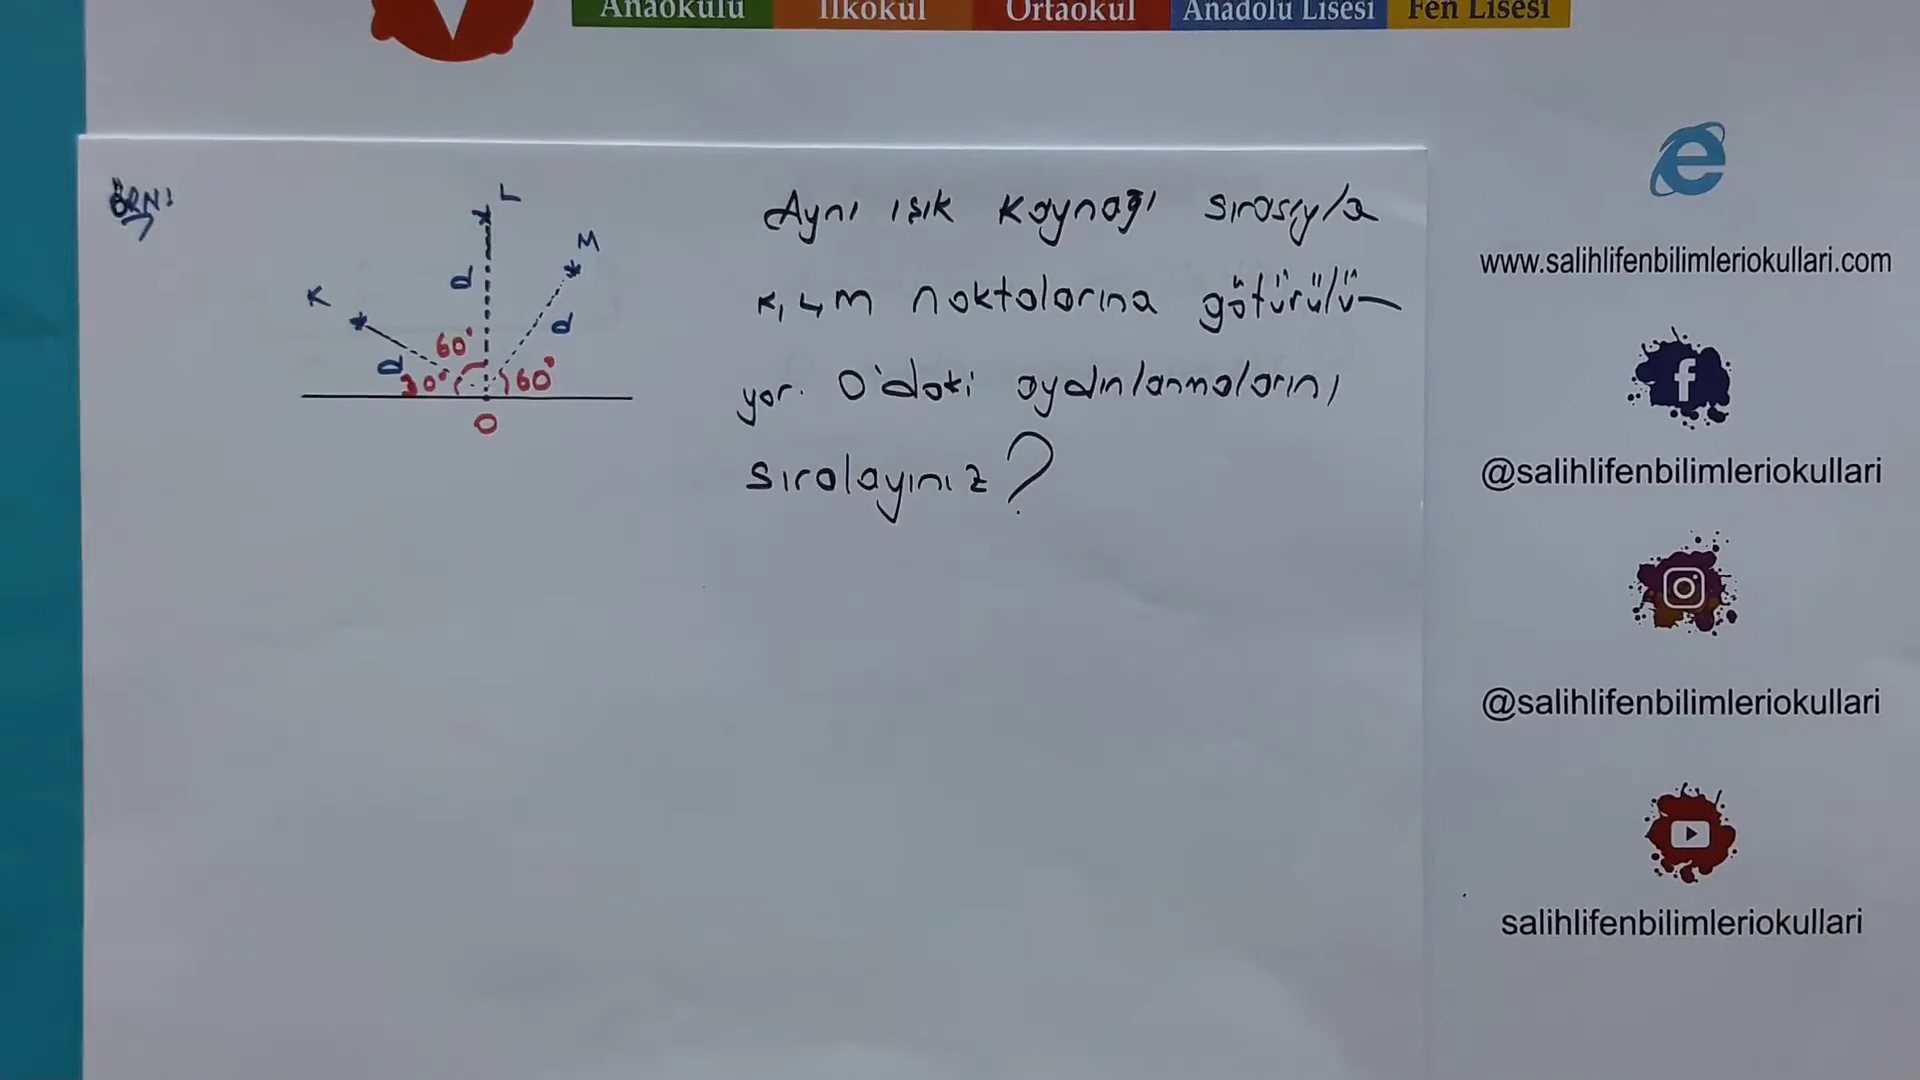 Anaokulu İlkokul Ortaokul Anadolu Lisesi Fen Lisesi
ÖRN:
L
M
K
d
d
d
60°
30°
60°
O
Aynı ışık kaynağı sırasıyla
K, L, M noktalarına götürülü-
yor. O'daki aydınlanmalarını
sıralayınız?
www.salihlifenbilimleriokullari.com
@salihlifenbilimleriokullari
@salihlifenbilimleriokullari
salihlifenbilimleriokullari